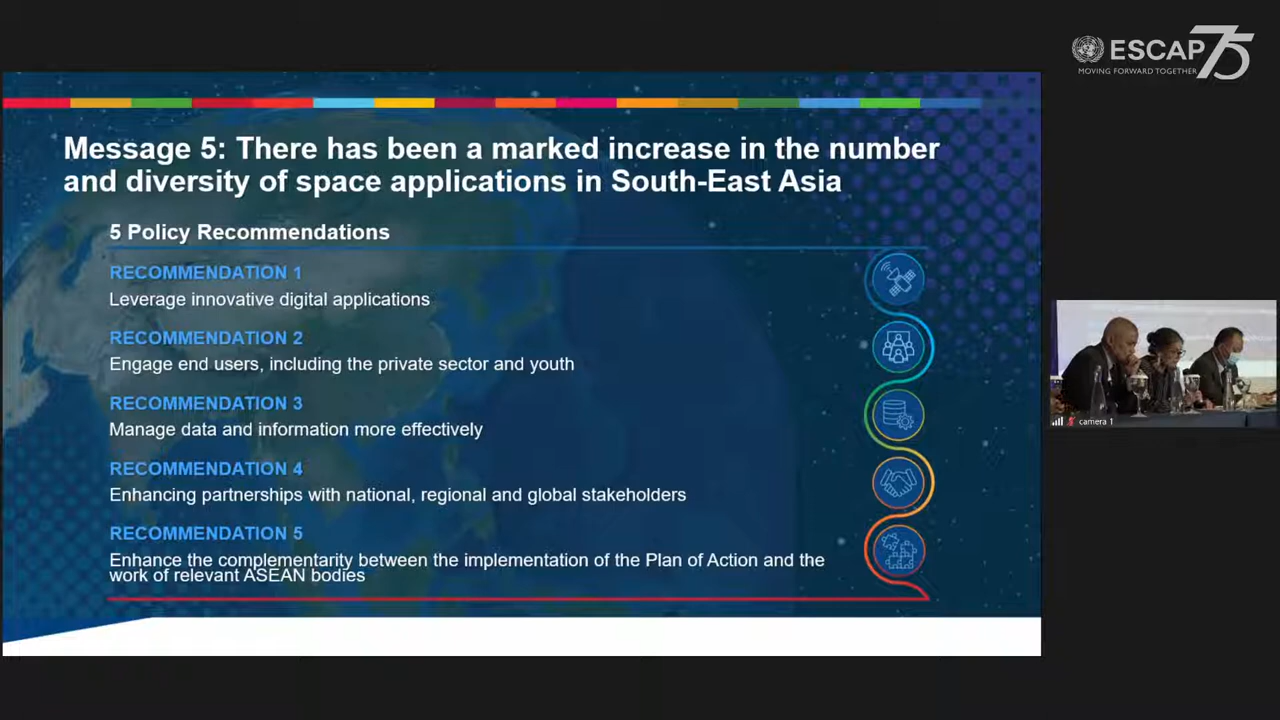 ESCAP 75
MOVING FORWARD TOGETHER
Message 5: There has been a marked increase in the number
and diversity of space applications in South-East Asia
5 Policy Recommendations
RECOMMENDATION 1
Leverage innovative digital applications
RECOMMENDATION 2
Engage end users, including the private sector and youth
RECOMMENDATION 3
Manage data and information more effectively
RECOMMENDATION 4
Enhancing partnerships with national, regional and global stakeholders
RECOMMENDATION 5
Enhance the complementarity between the implementation of the Plan of Action and the
work of relevant ASEAN bodies
camera 1